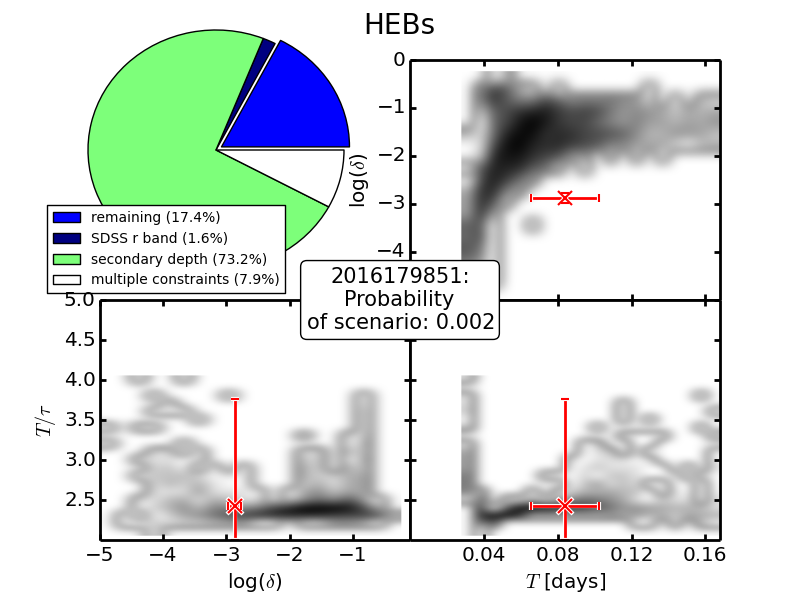 HEBs
remaining (17.4%)
SDSS r band (1.6%)
secondary depth (73.2%)
multiple constraints (7.9%)
log(δ)
0
−1
−2
−3
−4
2016179851:
Probability
of scenario: 0.002
T/τ
5.0
4.5
4.0
3.5
3.0
2.5
−5 −4 −3 −2 −1
log(δ)
0.04 0.08 0.12 0.16
T [days]